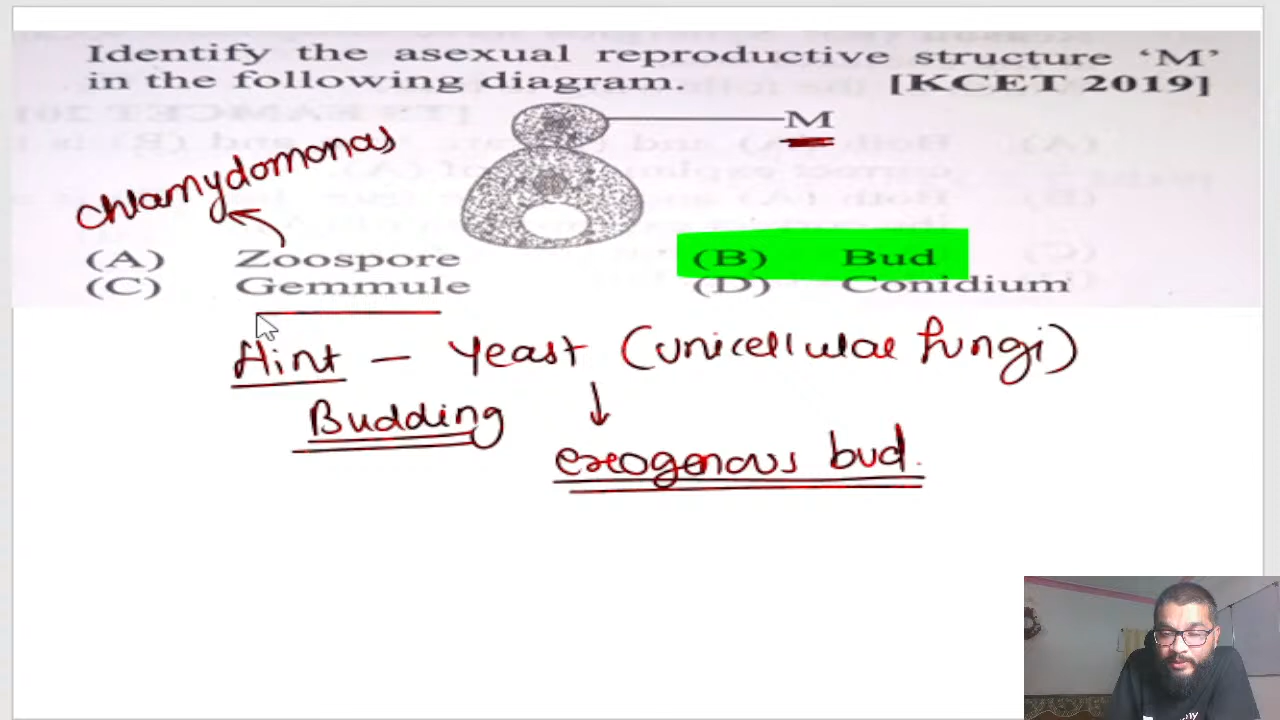 Identify the asexual reproductive structure ‘M’
in the following diagram. [KCET 2019]
M
chlamydomonas
(A) Zoospore (B) Bud
(C) Gemmule (D) Conidium
Hint – Yeast (unicellular fungi)
Budding
exogenous bud.